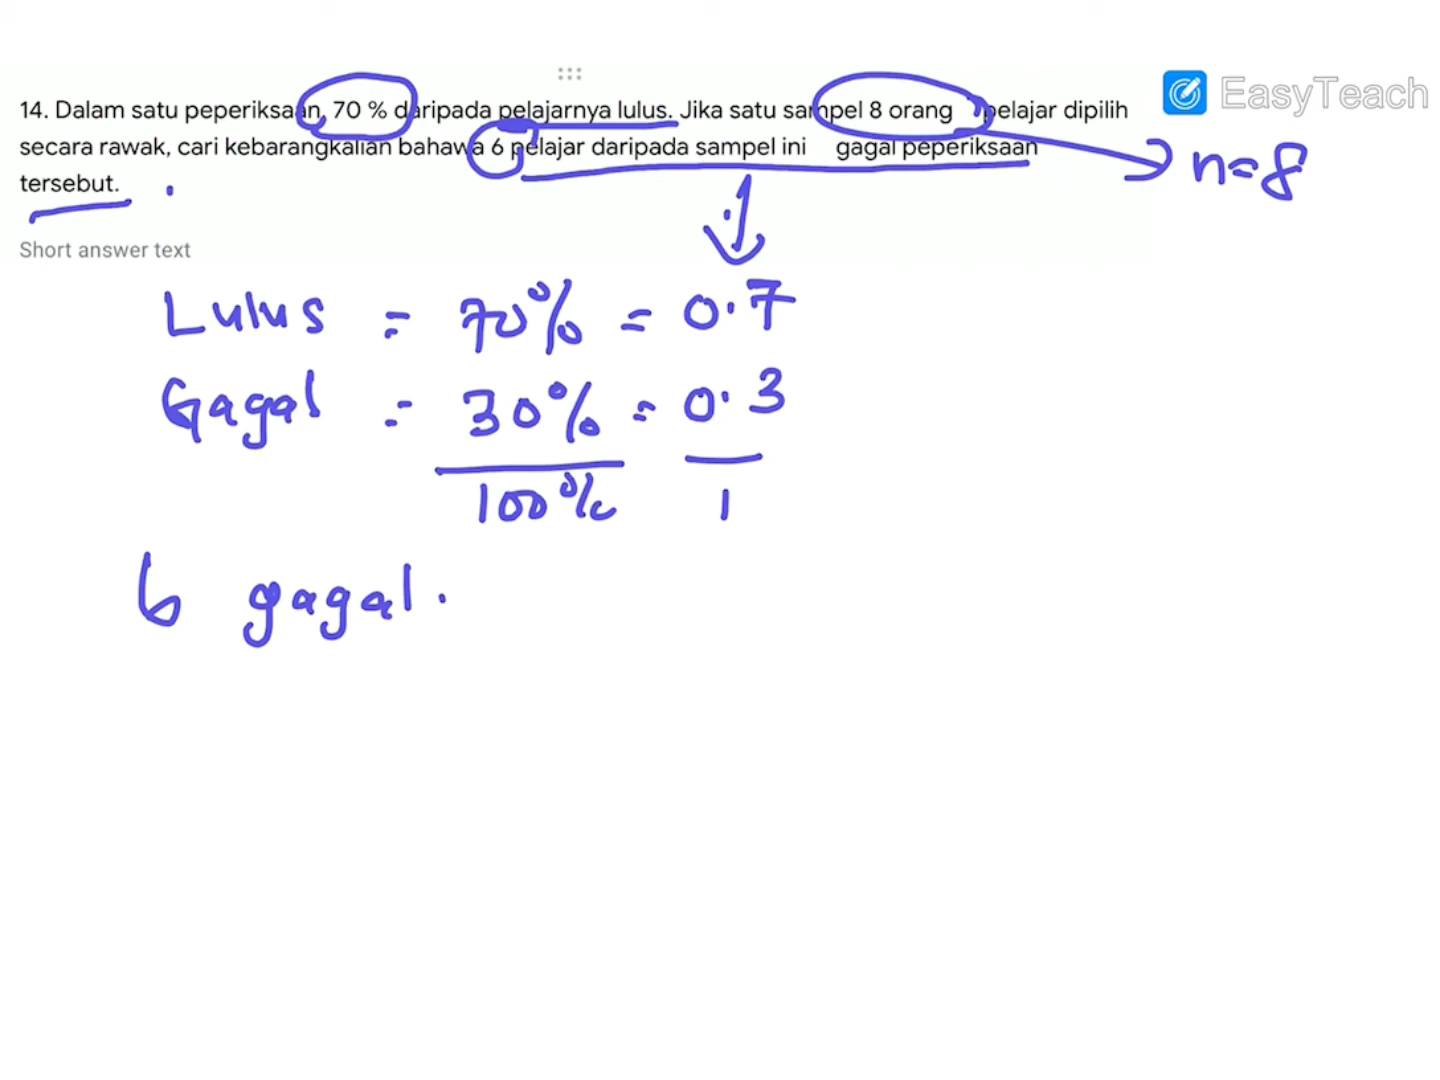 EasyTeach
14. Dalam satu peperiksaan, 70 % daripada pelajarnya lulus. Jika satu sampel 8 orang pelajar dipilih
secara rawak, cari kebarangkalian bahawa 6 pelajar daripada sampel ini gagal peperiksaan
tersebut.
n=8
Short answer text
Lulus = 70% = 0.7
Gagal = 30% = 0.3
100% 1
6 gagal.